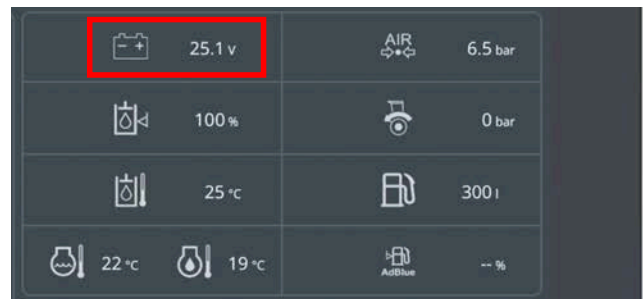 - + 25.1 v AIR 6.5 bar
100 % 0 bar
25 °C 300 l
22 °C 19 °C AdBlue -- %